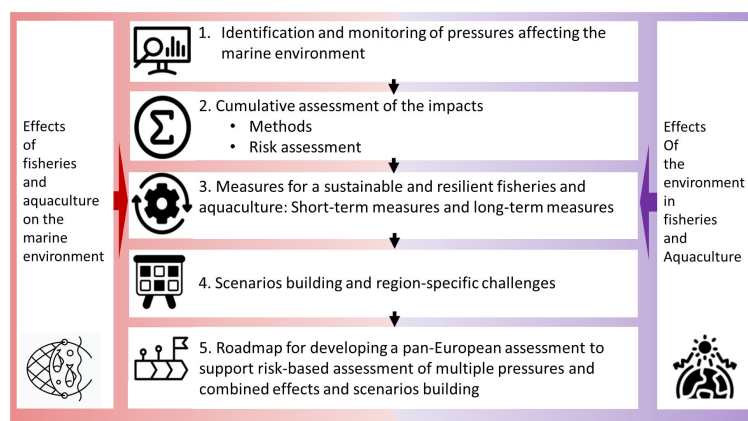 Effects
of
fisheries
and
aquaculture
on the
marine
environment
1. Identification and monitoring of pressures affecting the
marine environment
2. Cumulative assessment of the impacts
• Methods
• Risk assessment
3. Measures for a sustainable and resilient fisheries and
aquaculture: Short-term measures and long-term measures
4. Scenarios building and region-specific challenges
5. Roadmap for developing a pan-European assessment to
support risk-based assessment of multiple pressures and
combined effects and scenarios building
Effects
Of
the
environment
in
fisheries
and
Aquaculture